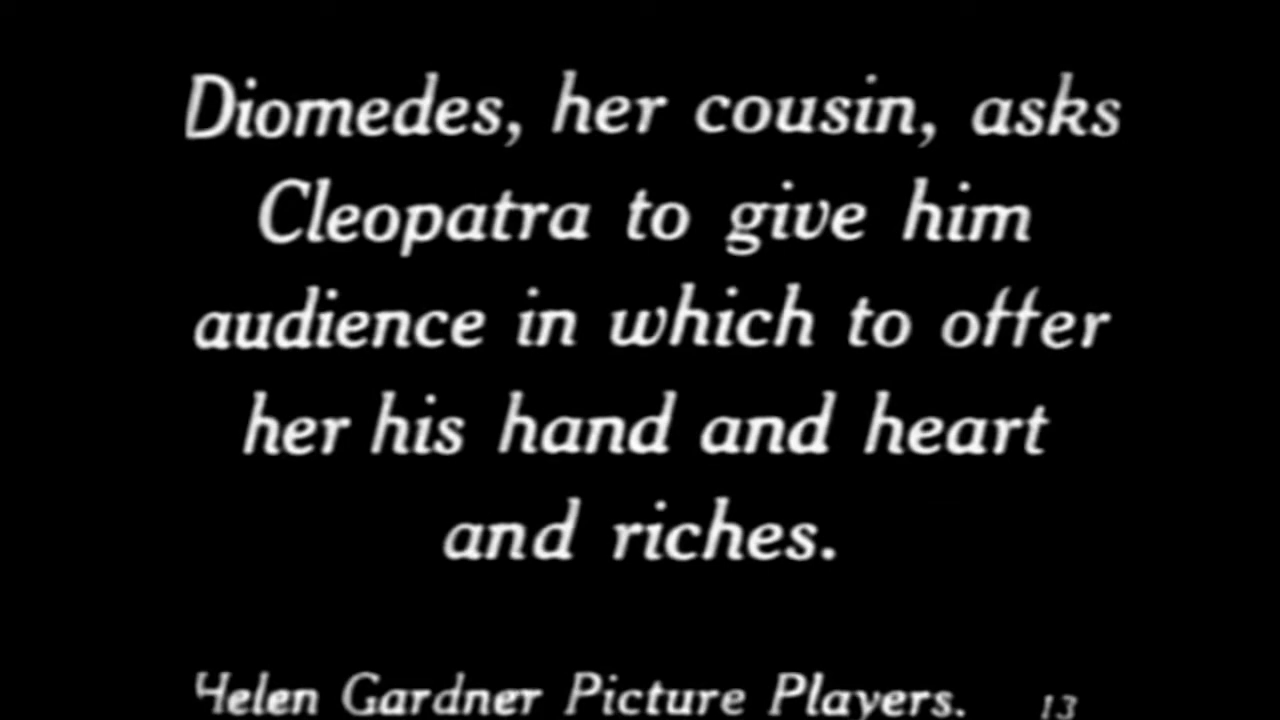 Diomedes, her cousin, asks
Cleopatra to give him
audience in which to offer
her his hand and heart
and riches.
Helen Gardner Picture Players. 13